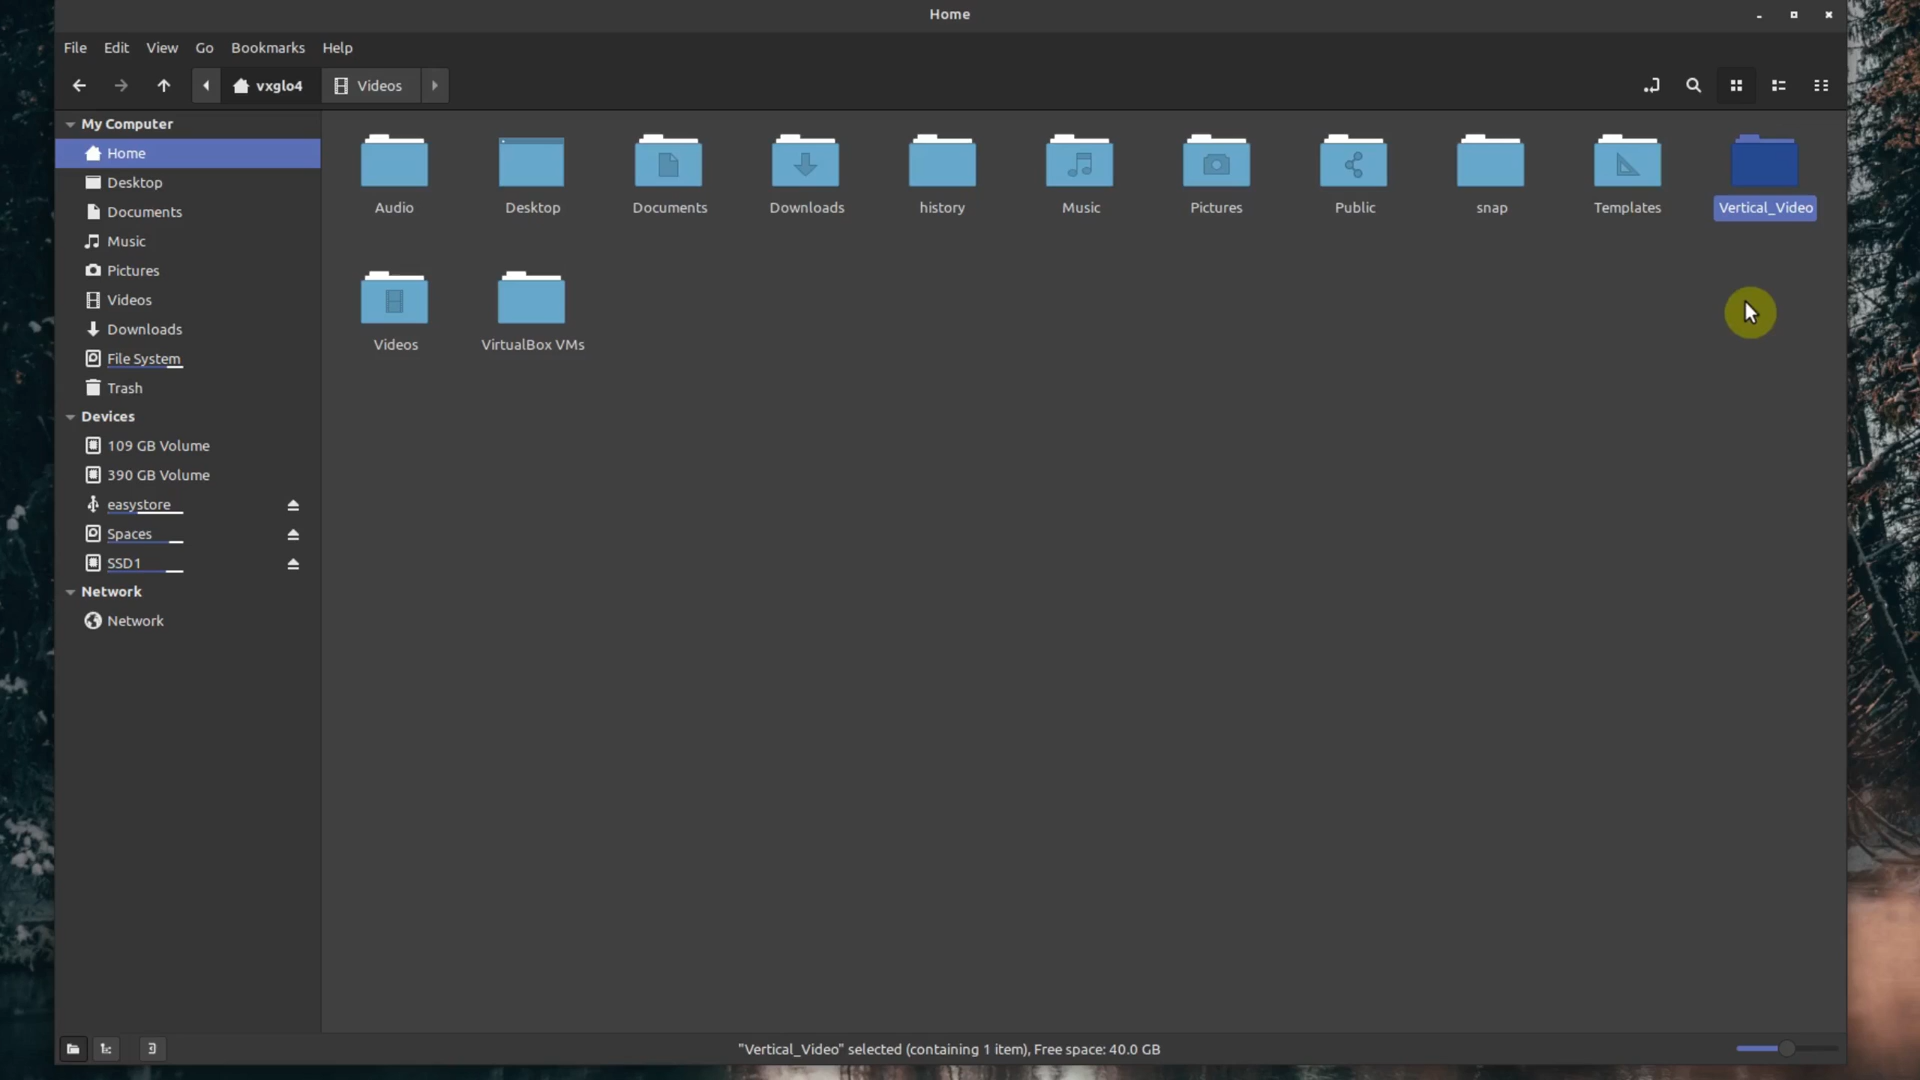 Home
File Edit View Go Bookmarks Help
vxglo4 Videos
My Computer
Home
Desktop
Documents
Music
Pictures
Videos
Downloads
File System
Trash
Devices
109 GB Volume
390 GB Volume
easystore
Spaces
SSD1
Network
Network
Audio Desktop Documents Downloads history Music Pictures Public snap Templates Vertical_Video
Videos VirtualBox VMs
"Vertical_Video" selected (containing 1 item), Free space: 40.0 GB